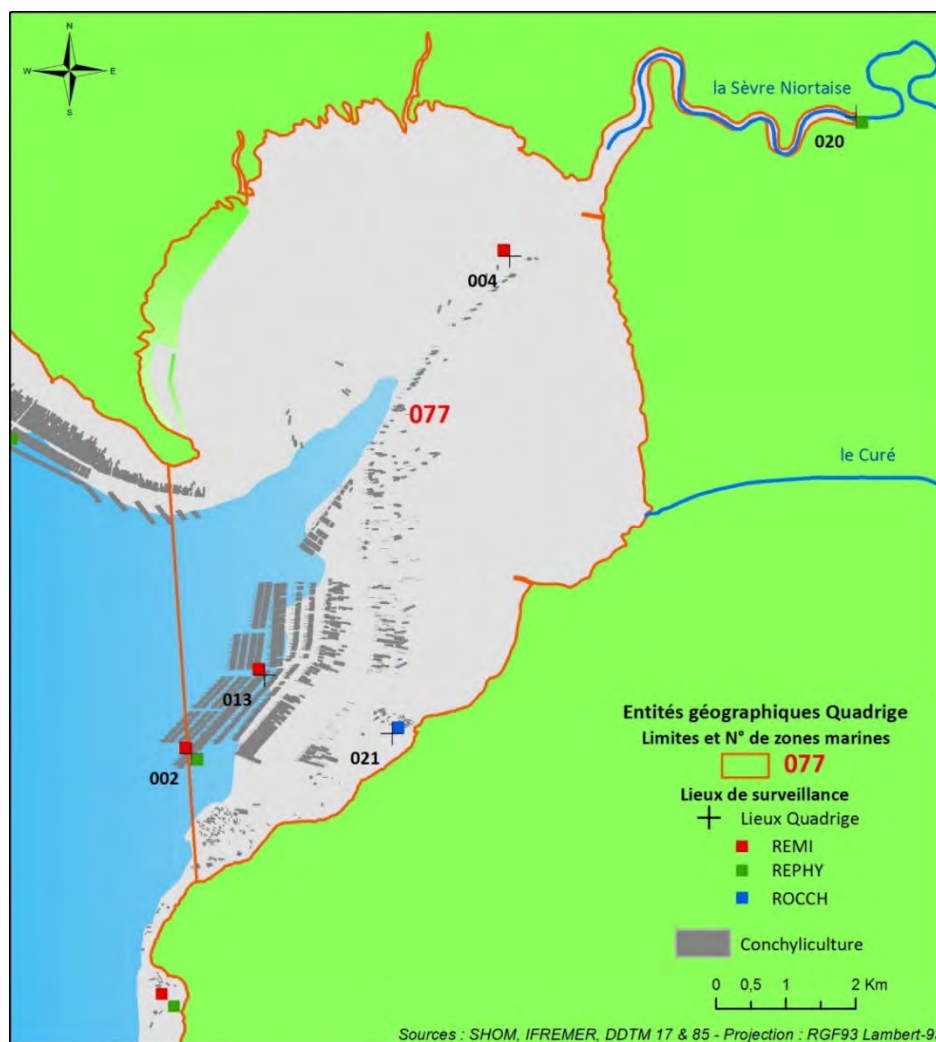 N
W E
S
la Sèvre Niortaise
020
004
077
le Curé
013
002
021
Entités géographiques Quadrige
Limites et N° de zones marines
077
Lieux de surveillance
Lieux Quadrige
REMI
REPHY
ROCCH
Conchyliculture
0 0,5 1 2 Km
Sources : SHOM, IFREMER, DDTM 17 & 85 - Projection : RGF93 Lambert-93